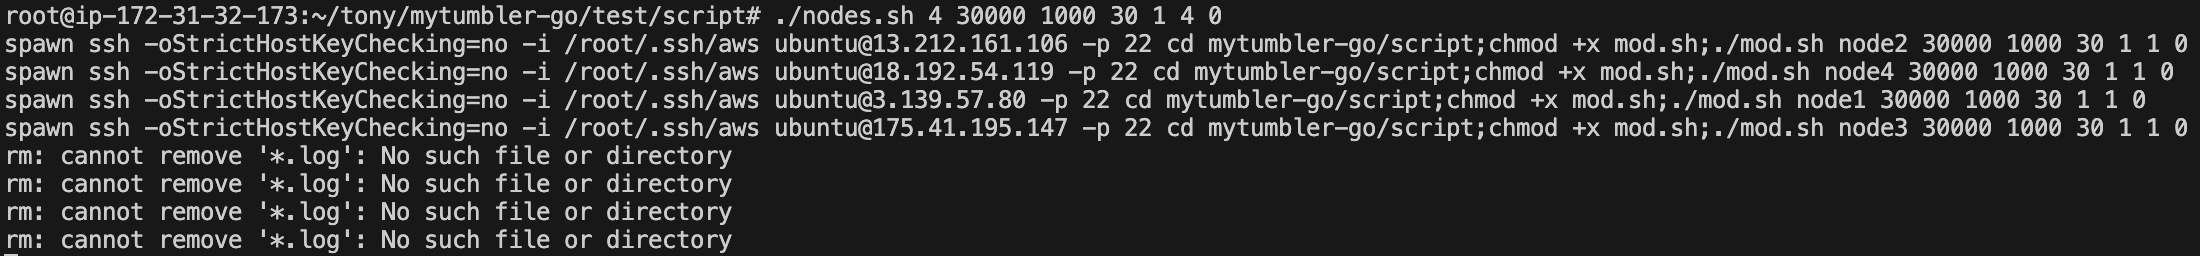 root@ip-172-31-32-173:~/tony/mytumbler-go/test/script# ./nodes.sh 4 30000 1000 30 1 4 0
spawn ssh -oStrictHostKeyChecking=no -i /root/.ssh/aws ubuntu@13.212.161.106 -p 22 cd mytumbler-go/script;chmod +x mod.sh;./mod.sh node2 30000 1000 30 1 1 0
spawn ssh -oStrictHostKeyChecking=no -i /root/.ssh/aws ubuntu@18.192.54.119 -p 22 cd mytumbler-go/script;chmod +x mod.sh;./mod.sh node4 30000 1000 30 1 1 0
spawn ssh -oStrictHostKeyChecking=no -i /root/.ssh/aws ubuntu@3.139.57.80 -p 22 cd mytumbler-go/script;chmod +x mod.sh;./mod.sh node1 30000 1000 30 1 1 0
spawn ssh -oStrictHostKeyChecking=no -i /root/.ssh/aws ubuntu@175.41.195.147 -p 22 cd mytumbler-go/script;chmod +x mod.sh;./mod.sh node3 30000 1000 30 1 1 0
rm: cannot remove '*.log': No such file or directory
rm: cannot remove '*.log': No such file or directory
rm: cannot remove '*.log': No such file or directory
rm: cannot remove '*.log': No such file or directory